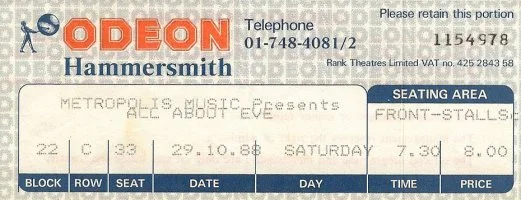 Please retain this portion
ODEON
Telephone
01-748-4081/2
1154978
Hammersmith
Rank Theatres Limited VAT no. 425 2843 58
SEATING AREA
METROPOLIS MUSIC Presents
ALL ABOUT EVE
FRONT-STALLS
22 C 33 29.10.88 SATURDAY 7.30 8.00
BLOCK ROW SEAT DATE DAY TIME PRICE